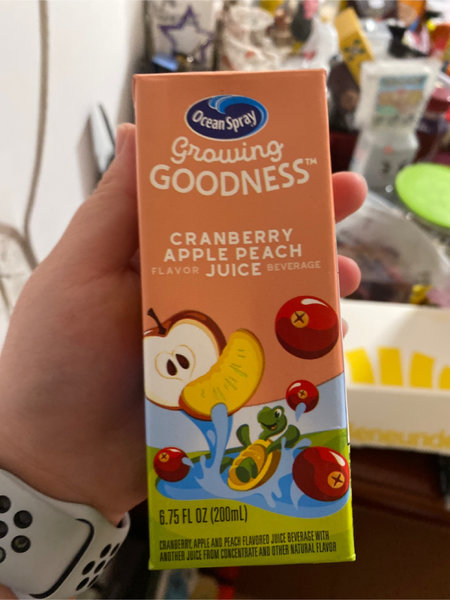 Ocean Spray
Growing
GOODNESS™
CRANBERRY
APPLE PEACH
FLAVOR JUICE BEVERAGE
6.75 FL OZ (200mL)
CRANBERRY, APPLE AND PEACH FLAVORED JUICE BEVERAGE WITH
ANOTHER JUICE FROM CONCENTRATE AND OTHER NATURAL FLAVOR